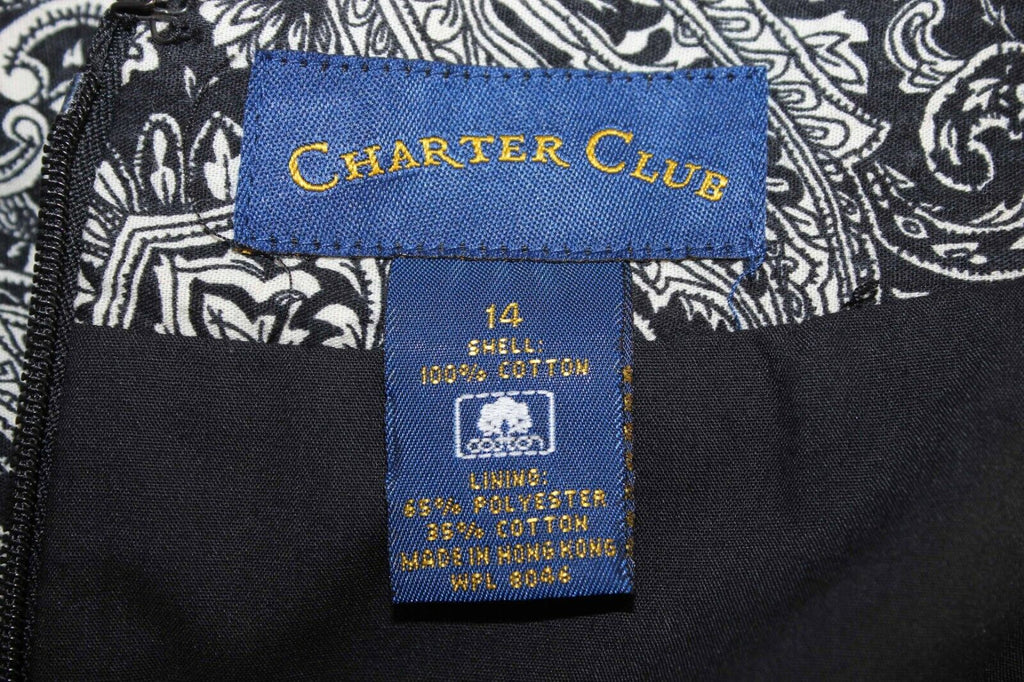 CHARTER CLUB
14
SHELL:
100% COTTON
cotton
LINING:
65% POLYESTER
35% COTTON
MADE IN HONG KONG
WPL 8046